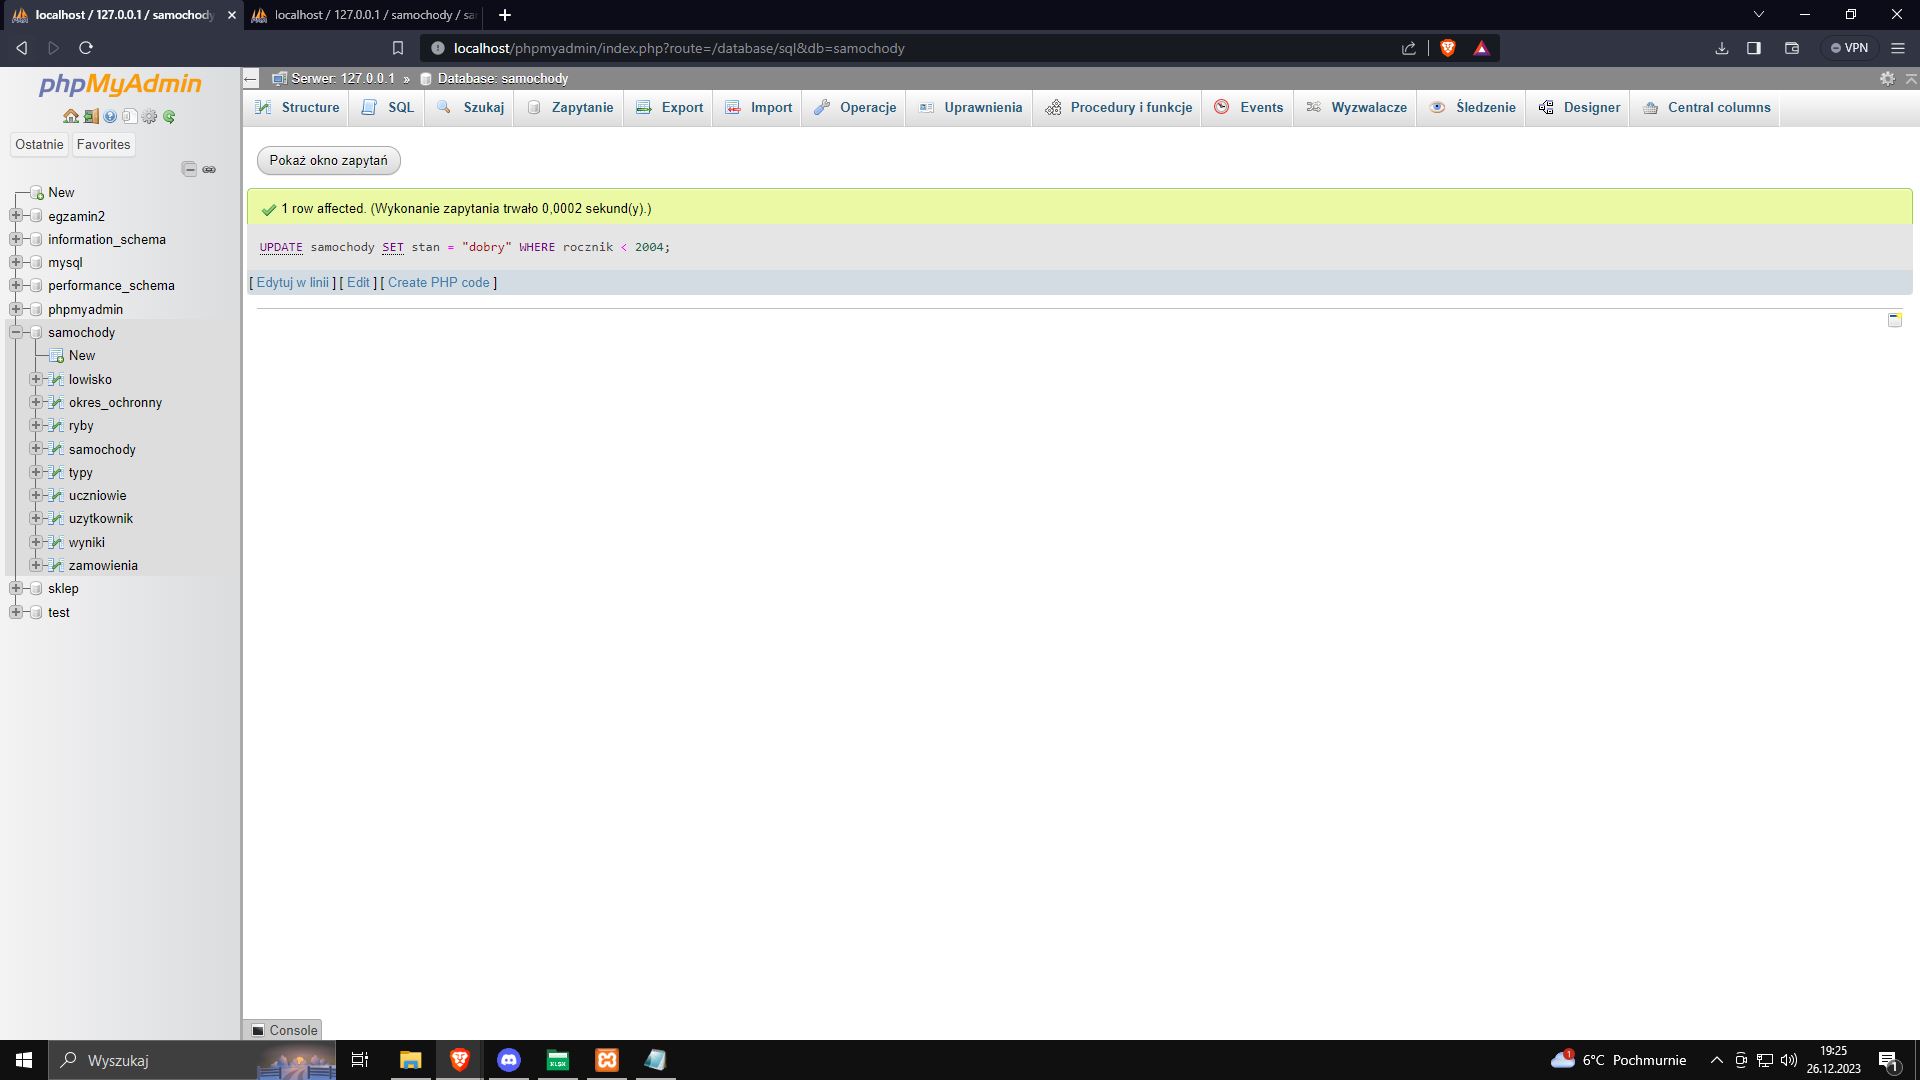 localhost / 127.0.0.1 / samochody
localhost / 127.0.0.1 / samochody / sa
localhost/phpmyadmin/index.php?route=/database/sql&db=samochody
VPN
phpMyAdmin
Serwer: 127.0.0.1 » Database: samochody
Structure SQL Szukaj Zapytanie Export Import Operacje Uprawnienia Procedury i funkcje Events Wyzwalacze Śledzenie Designer Central columns
Ostatnie Favorites
Pokaż okno zapytań
1 row affected. (Wykonanie zapytania trwało 0,0002 sekund(y).)
UPDATE samochody SET stan = "dobry" WHERE rocznik < 2004;
[ Edytuj w linii ] [ Edit ] [ Create PHP code ]
New
egzamin2
information_schema
mysql
performance_schema
phpmyadmin
samochody
New
lowisko
okres_ochronny
ryby
samochody
typy
uczniowie
uzytkownik
wyniki
zamowienia
sklep
test
Console
Wyszukaj
XLSX
1
6°C Pochmurnie
19:25
26.12.2023
1